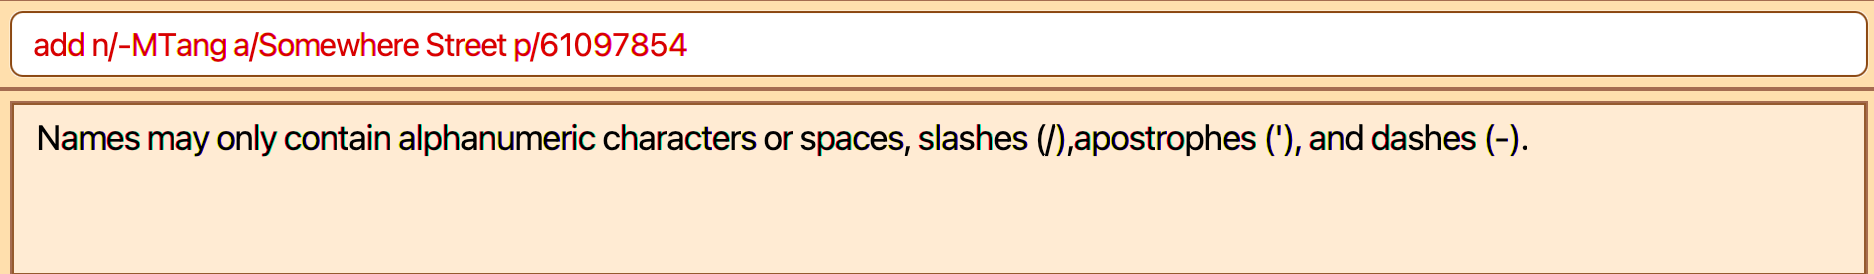 add n/-MTang a/Somewhere Street p/61097854
Names may only contain alphanumeric characters or spaces, slashes (/),apostrophes ('), and dashes (-).